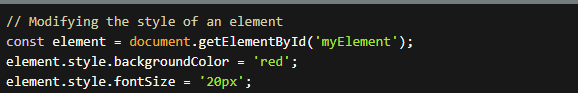 // Modifying the style of an element
const element = document.getElementById('myElement');
element.style.backgroundColor = 'red';
element.style.fontSize = '20px';